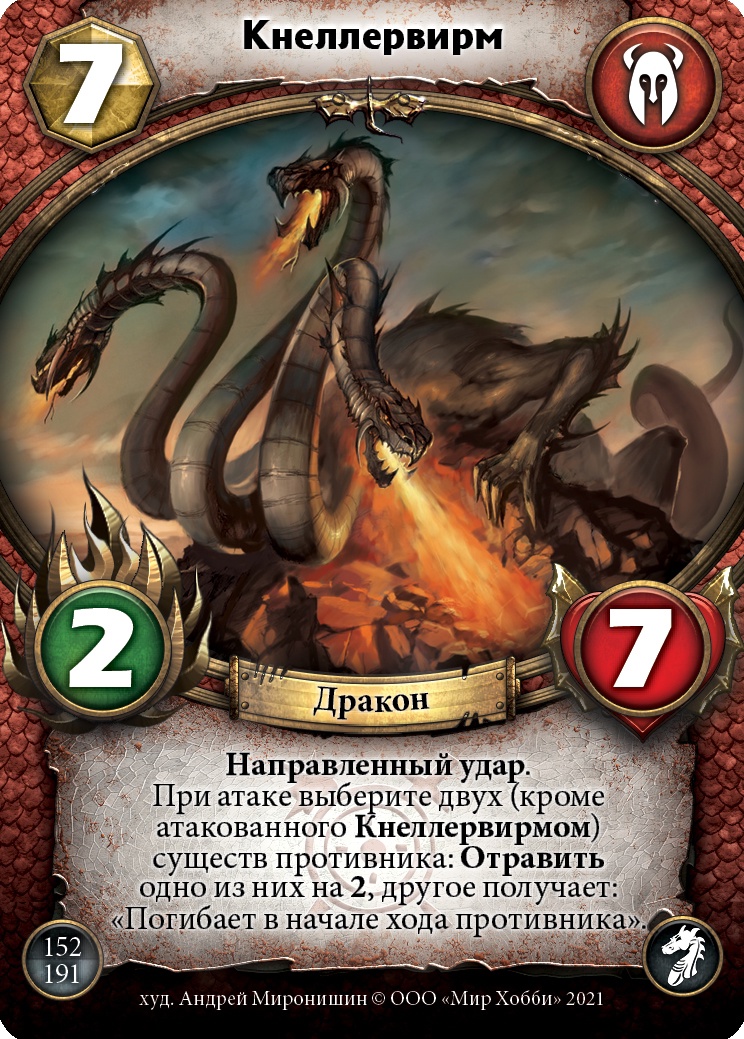 Кнеллервирм
7
2
7
Дракон
Направленный удар.
При атаке выберите двух (кроме
атакованного Кнеллервирмом)
существ противника: Отравить
одно из них на 2, другое получает:
«Погибает в начале хода противника».
152
191
худ. Андрей Миронишин © ООО «Мир Хобби» 2021